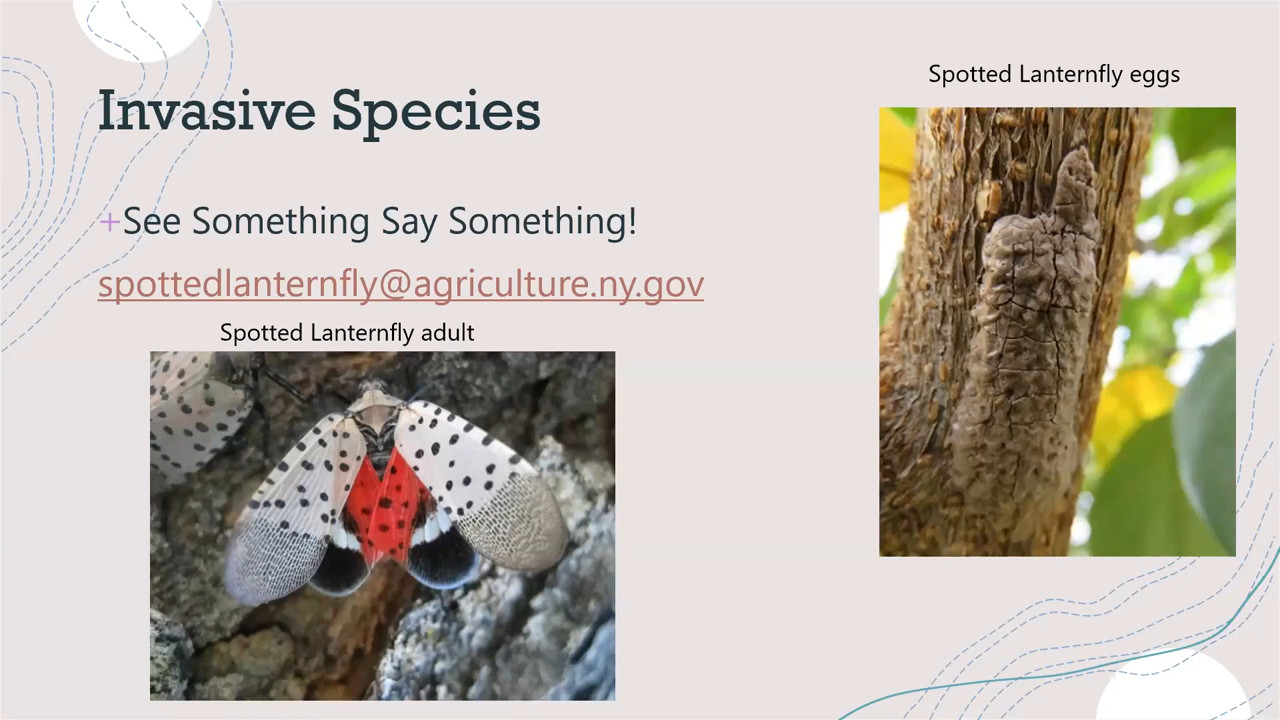 Invasive Species
+See Something Say Something!
spottedlanternfly@agriculture.ny.gov
Spotted Lanternfly adult
Spotted Lanternfly eggs